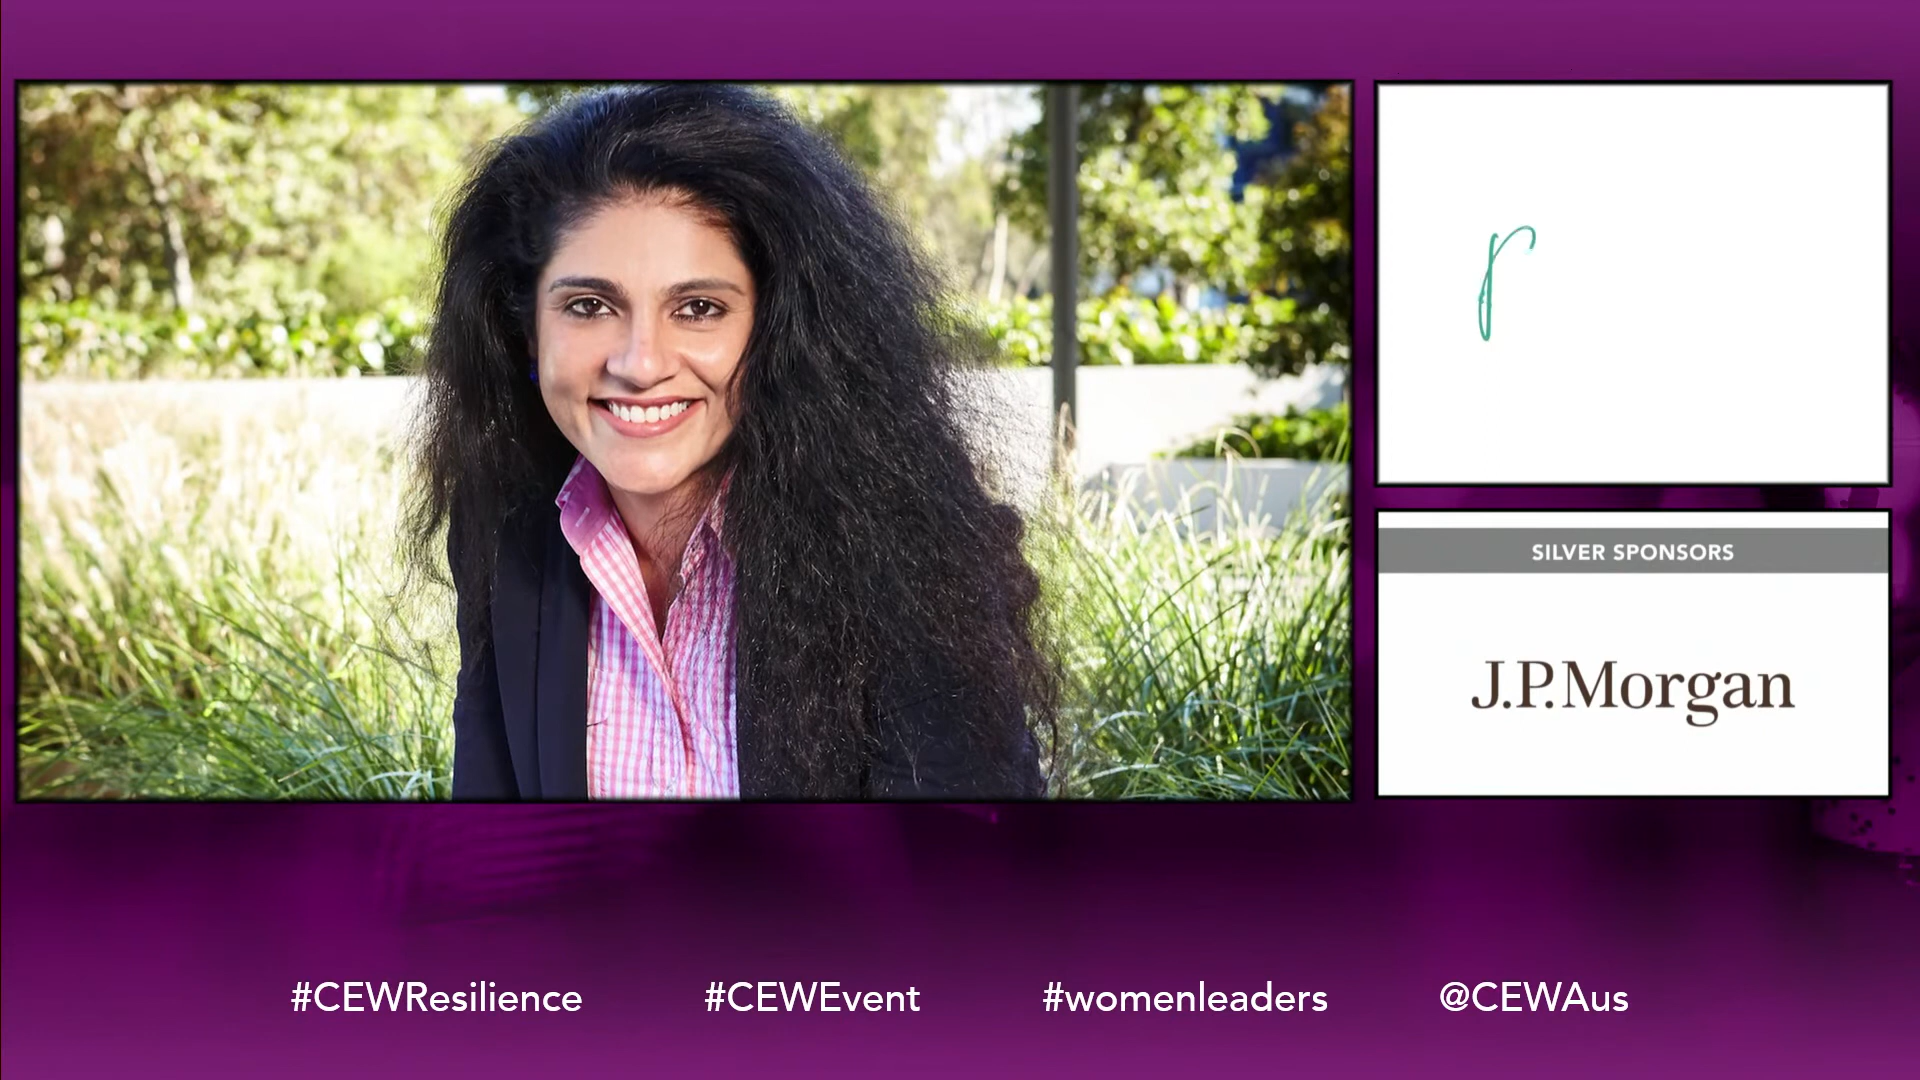 SILVER SPONSORS
J.P.Morgan
#CEWResilience #CEWEvent #womenleaders @CEWAus